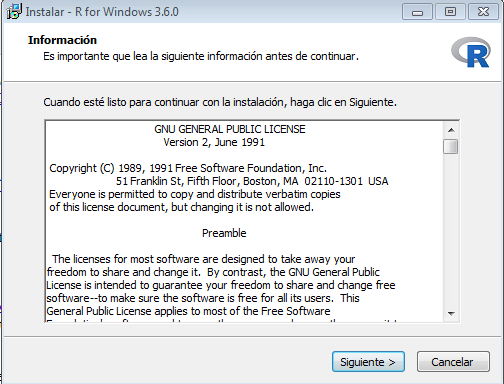 Instalar - R for Windows 3.6.0
Información
Es importante que lea la siguiente información antes de continuar.
R
Cuando esté listo para continuar con la instalación, haga clic en Siguiente.
GNU GENERAL PUBLIC LICENSE
Version 2, June 1991
Copyright (C) 1989, 1991 Free Software Foundation, Inc.
51 Franklin St, Fifth Floor, Boston, MA 02110-1301 USA
Everyone is permitted to copy and distribute verbatim copies
of this license document, but changing it is not allowed.
Preamble
The licenses for most software are designed to take away your
freedom to share and change it. By contrast, the GNU General Public
License is intended to guarantee your freedom to share and change free
software--to make sure the software is free for all its users. This
General Public License applies to most of the Free Software
Siguiente >
Cancelar